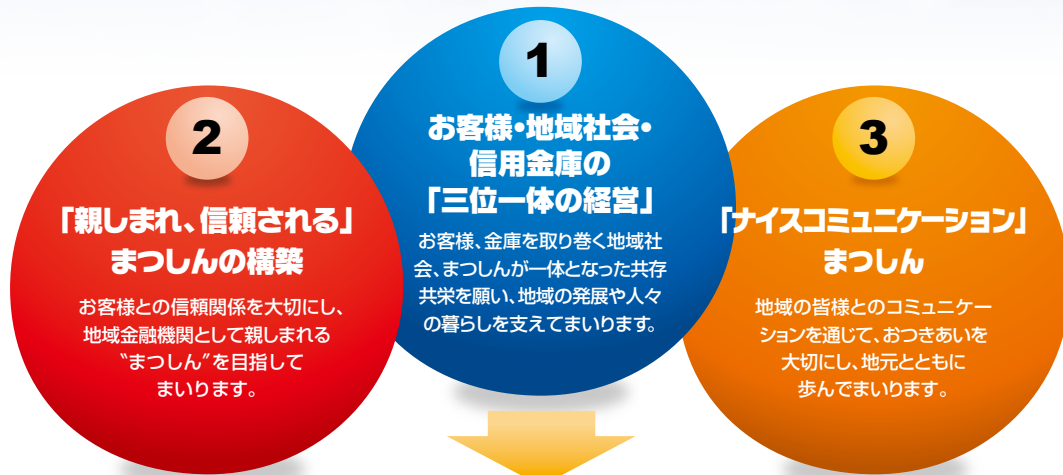 1
お客様・地域社会・
信用金庫の
「三位一体の経営」
お客様、金庫を取り巻く地域社
会、まつしんが一体となった共存
共栄を願い、地域の発展や人々
の暮らしを支えてまいります。
2
「親しまれ、信頼される」
まつしんの構築
お客様との信頼関係を大切にし、
地域金融機関として親しまれる
“まつしん”を目指して
まいります。
3
「ナイスコミュニケーション」
まつしん
地域の皆様とのコミュニケー
ションを通じて、おつきあいを
大切にし、地元とともに
歩んでまいります。